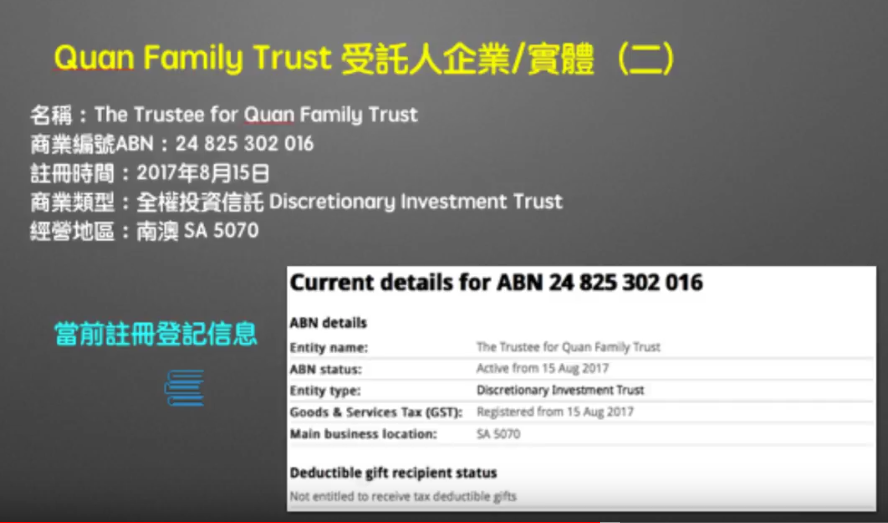 Quan Family Trust 受託人企業/實體（二）
名稱：The Trustee for Quan Family Trust
商業編號ABN：24 825 302 016
註冊時間：2017年8月15日
商業類型：全權投資信託 Discretionary Investment Trust
經營地區：南澳 SA 5070
當前註冊登記信息
Current details for ABN 24 825 302 016
ABN details
Entity name: The Trustee for Quan Family Trust
ABN status: Active from 15 Aug 2017
Entity type: Discretionary Investment Trust
Goods & Services Tax (GST): Registered from 15 Aug 2017
Main business location: SA 5070
Deductible gift recipient status
Not entitled to receive tax deductible gifts